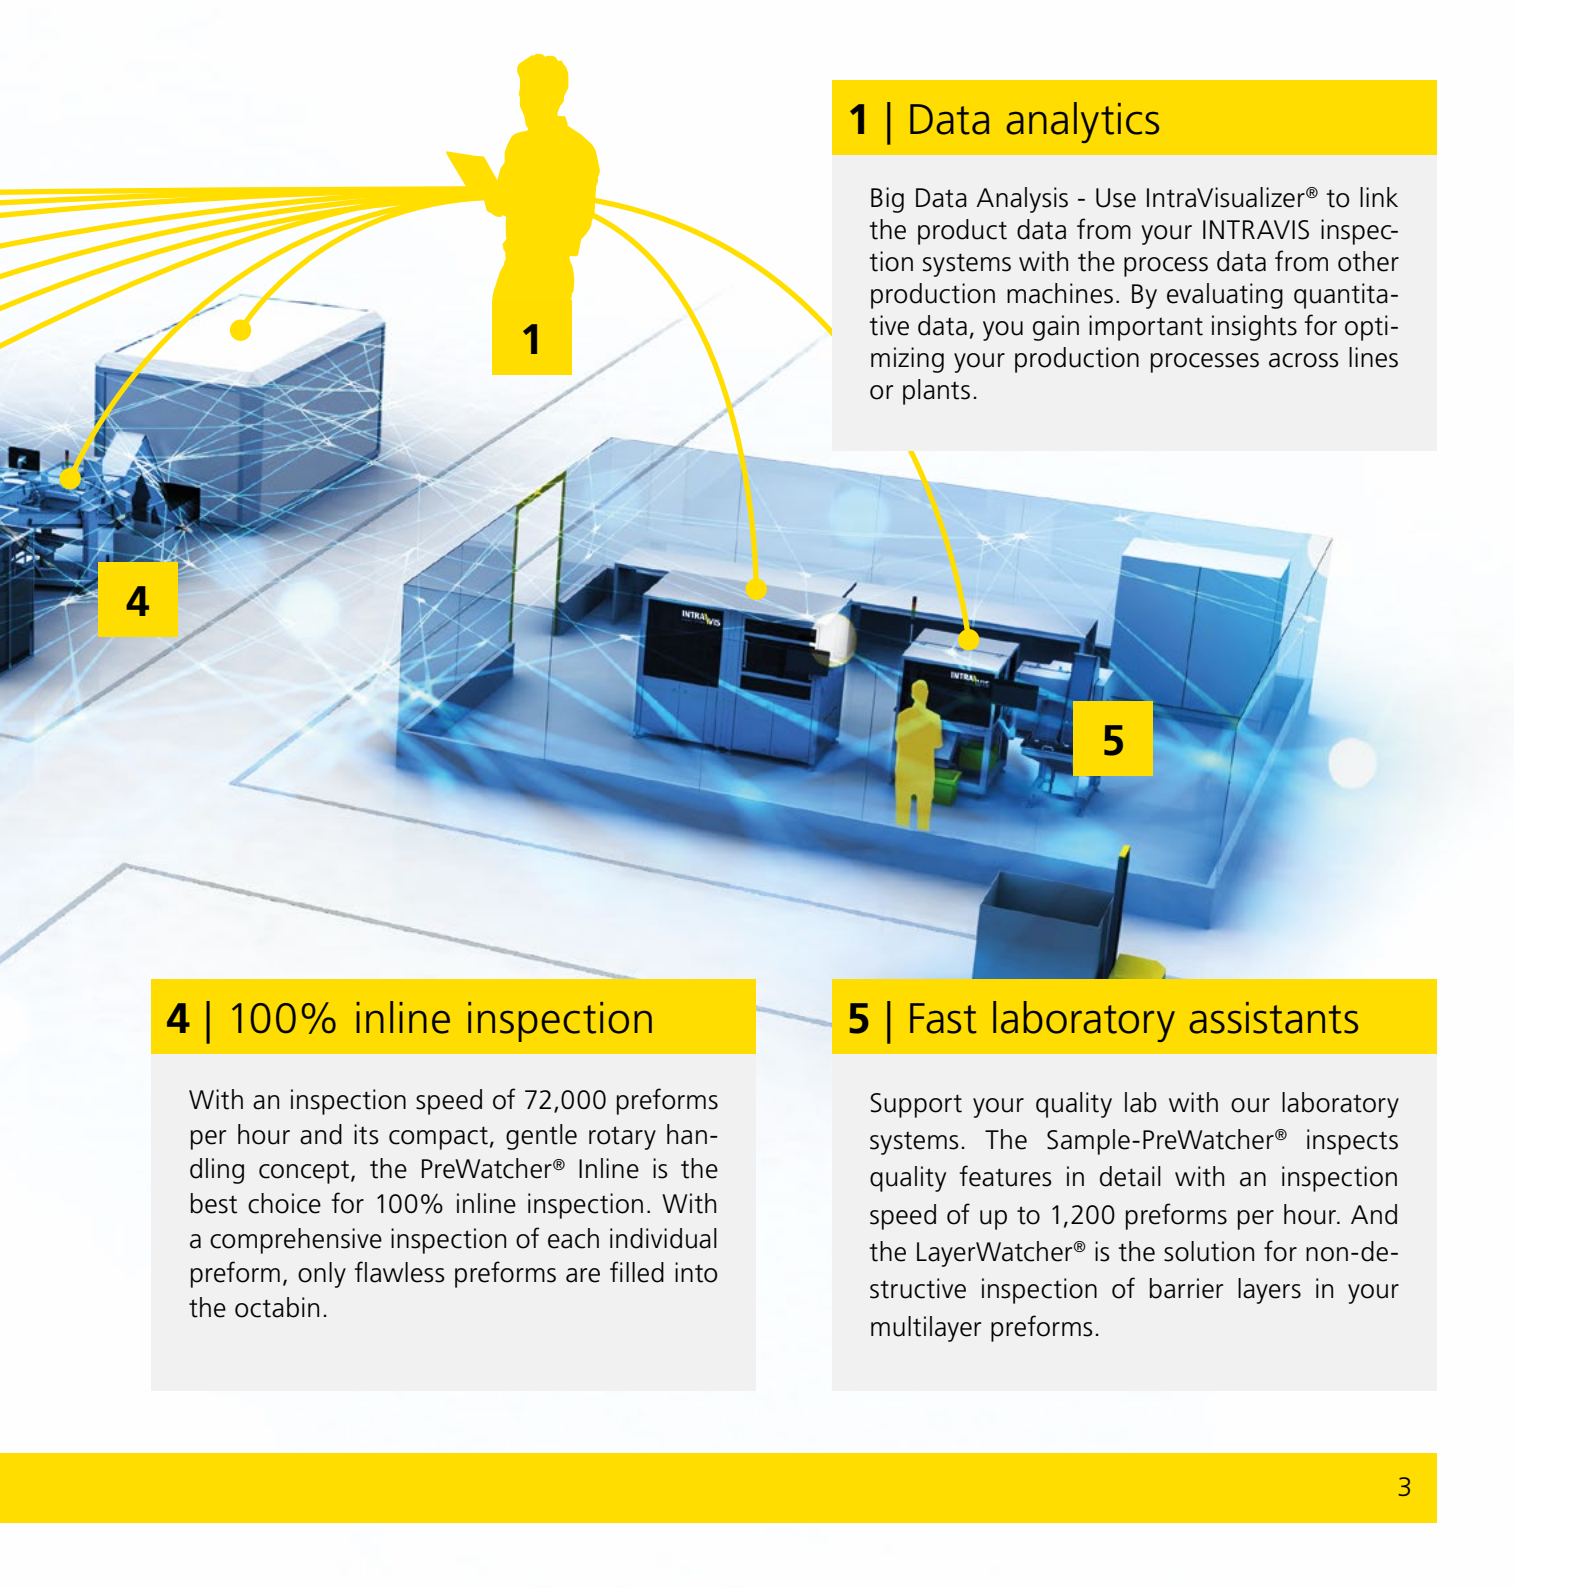 1 | Data analytics
Big Data Analysis - Use IntraVisualizer® to link
the product data from your INTRAVIS inspec-
tion systems with the process data from other
production machines. By evaluating quantita-
tive data, you gain important insights for opti-
mizing your production processes across lines
or plants.
1
4
INTRAVIS
INTRAVIS
5
4 | 100% inline inspection
With an inspection speed of 72,000 preforms
per hour and its compact, gentle rotary han-
dling concept, the PreWatcher® Inline is the
best choice for 100% inline inspection. With
a comprehensive inspection of each individual
preform, only flawless preforms are filled into
the octabin.
5 | Fast laboratory assistants
Support your quality lab with our laboratory
systems. The Sample-PreWatcher® inspects
quality features in detail with an inspection
speed of up to 1,200 preforms per hour. And
the LayerWatcher® is the solution for non-de-
structive inspection of barrier layers in your
multilayer preforms.
3